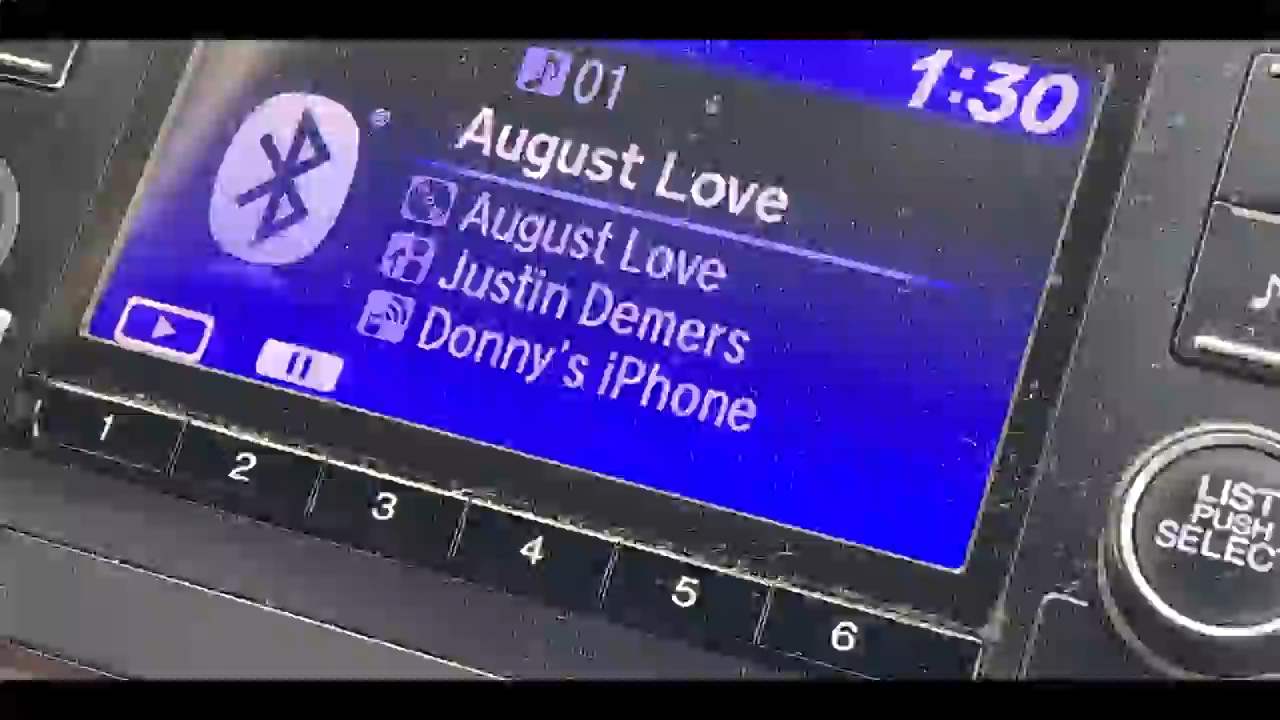 01
1:30
August Love
August Love
Justin Demers
Donny's iPhone
1
2
3
4
5
6
LIST
PUSH
SELEC